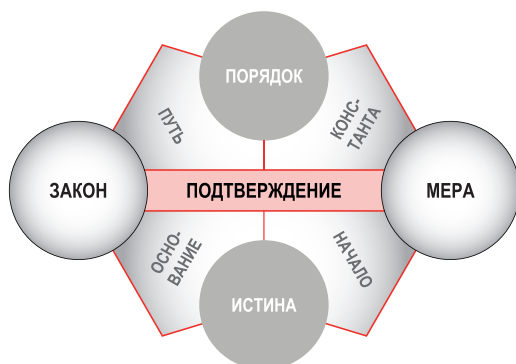 ПОРЯДОК
ПУТЬ
КОНС-
ТАНТА
ЗАКОН
ПОДТВЕРЖДЕНИЕ
МЕРА
ОСНО-
ВАНИЕ
НАЧАЛО
ИСТИНА